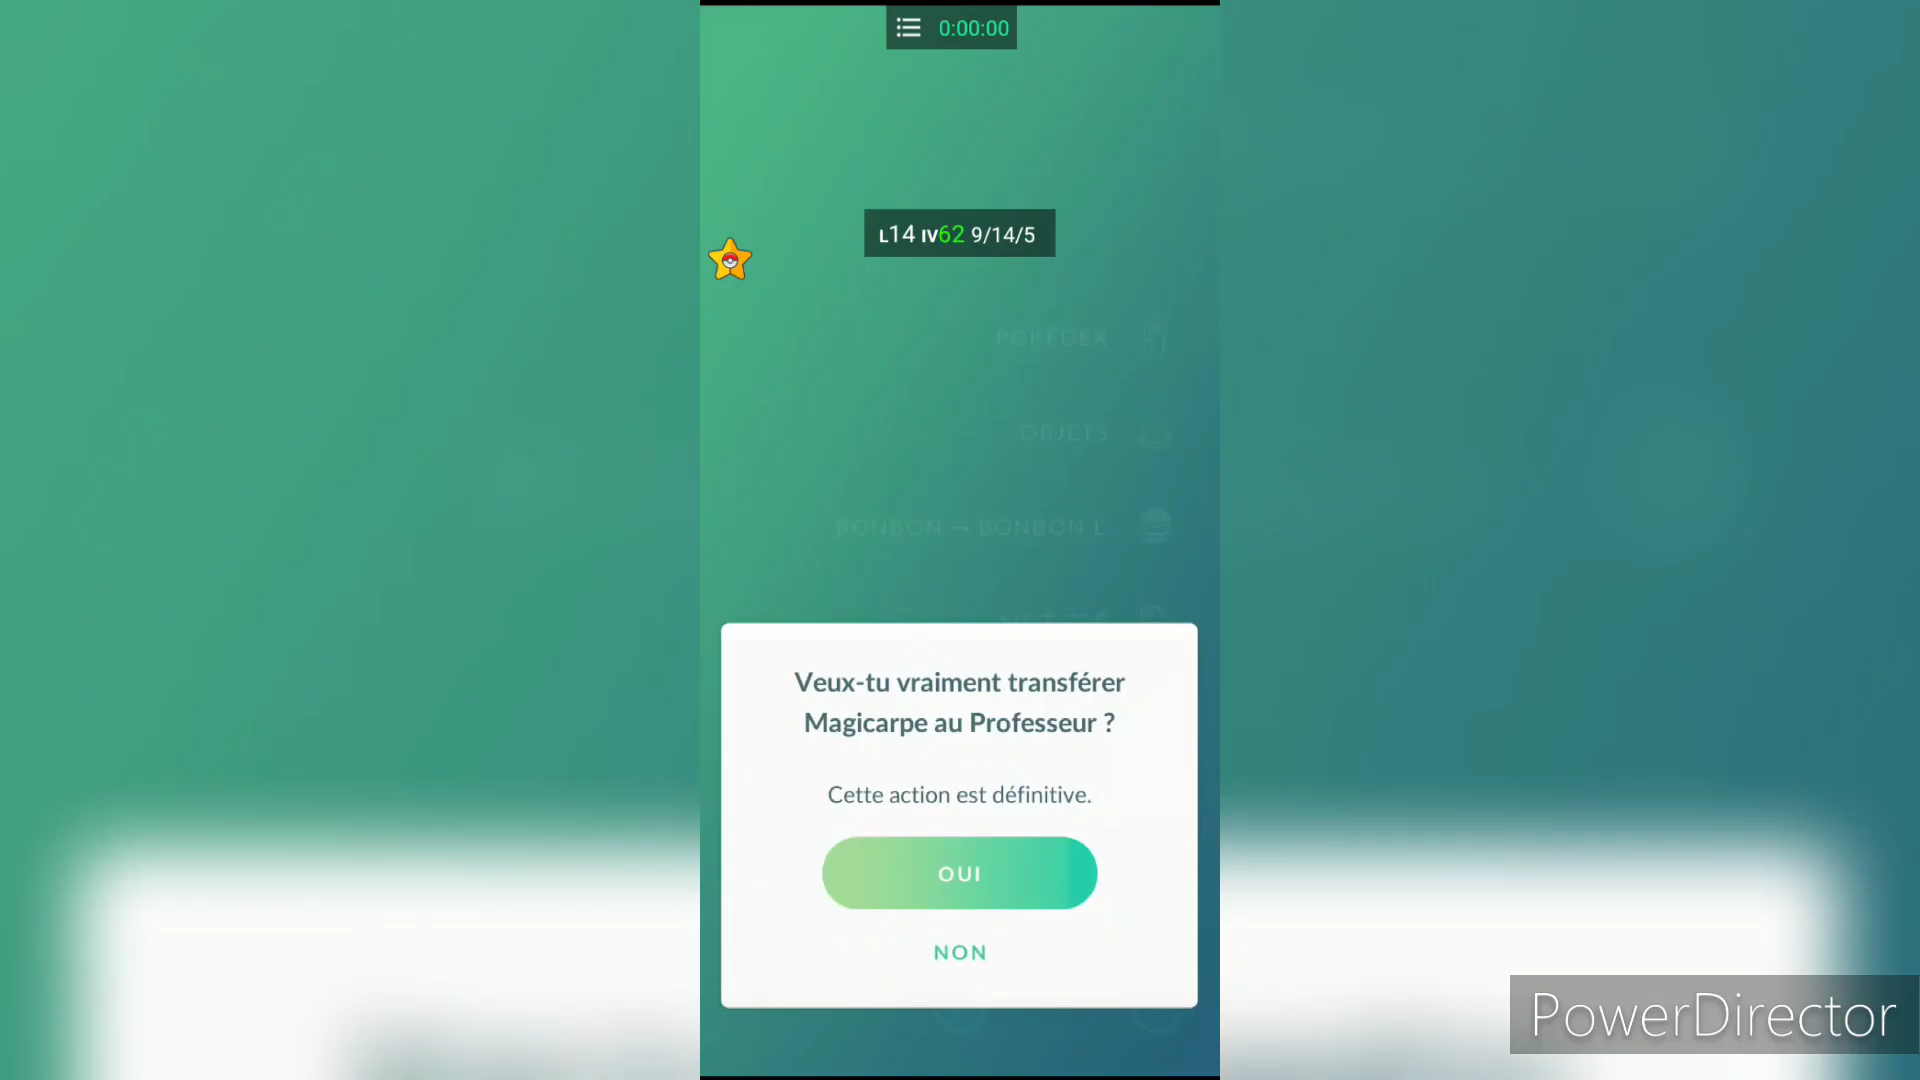 0:00:00
L14 IV62 9/14/5
POKÉDEX
OBJETS
BONBON → BONBON L
Veux-tu vraiment transférer
Magicarpe au Professeur ?
Cette action est définitive.
OUI
NON
PowerDirector